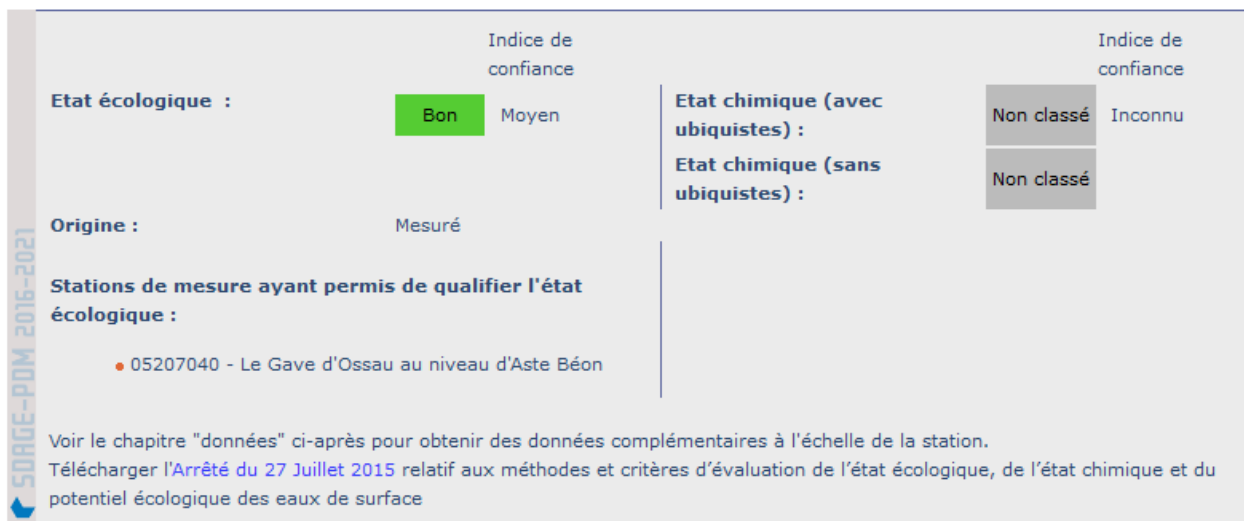 Indice de
confiance
Indice de
confiance
Etat écologique :
Bon
Moyen
Etat chimique (avec
ubiquistes) :
Non classé
Inconnu
Etat chimique (sans
ubiquistes) :
Non classé
Origine :
Mesuré
Stations de mesure ayant permis de qualifier l'état
écologique :
05207040 - Le Gave d'Ossau au niveau d'Aste Béon
Voir le chapitre "données" ci-après pour obtenir des données complémentaires à l'échelle de la station.
Télécharger l'Arrêté du 27 Juillet 2015 relatif aux méthodes et critères d’évaluation de l’état écologique, de l’état chimique et du
potentiel écologique des eaux de surface
SDAGE-PDM 2016-2021